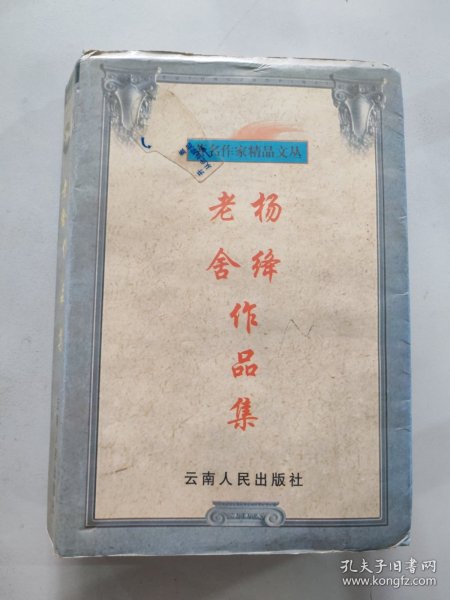 名作家精品文丛
杨绛
老舍
作品集
云南人民出版社
孔夫子旧书网
www.kongfz.com